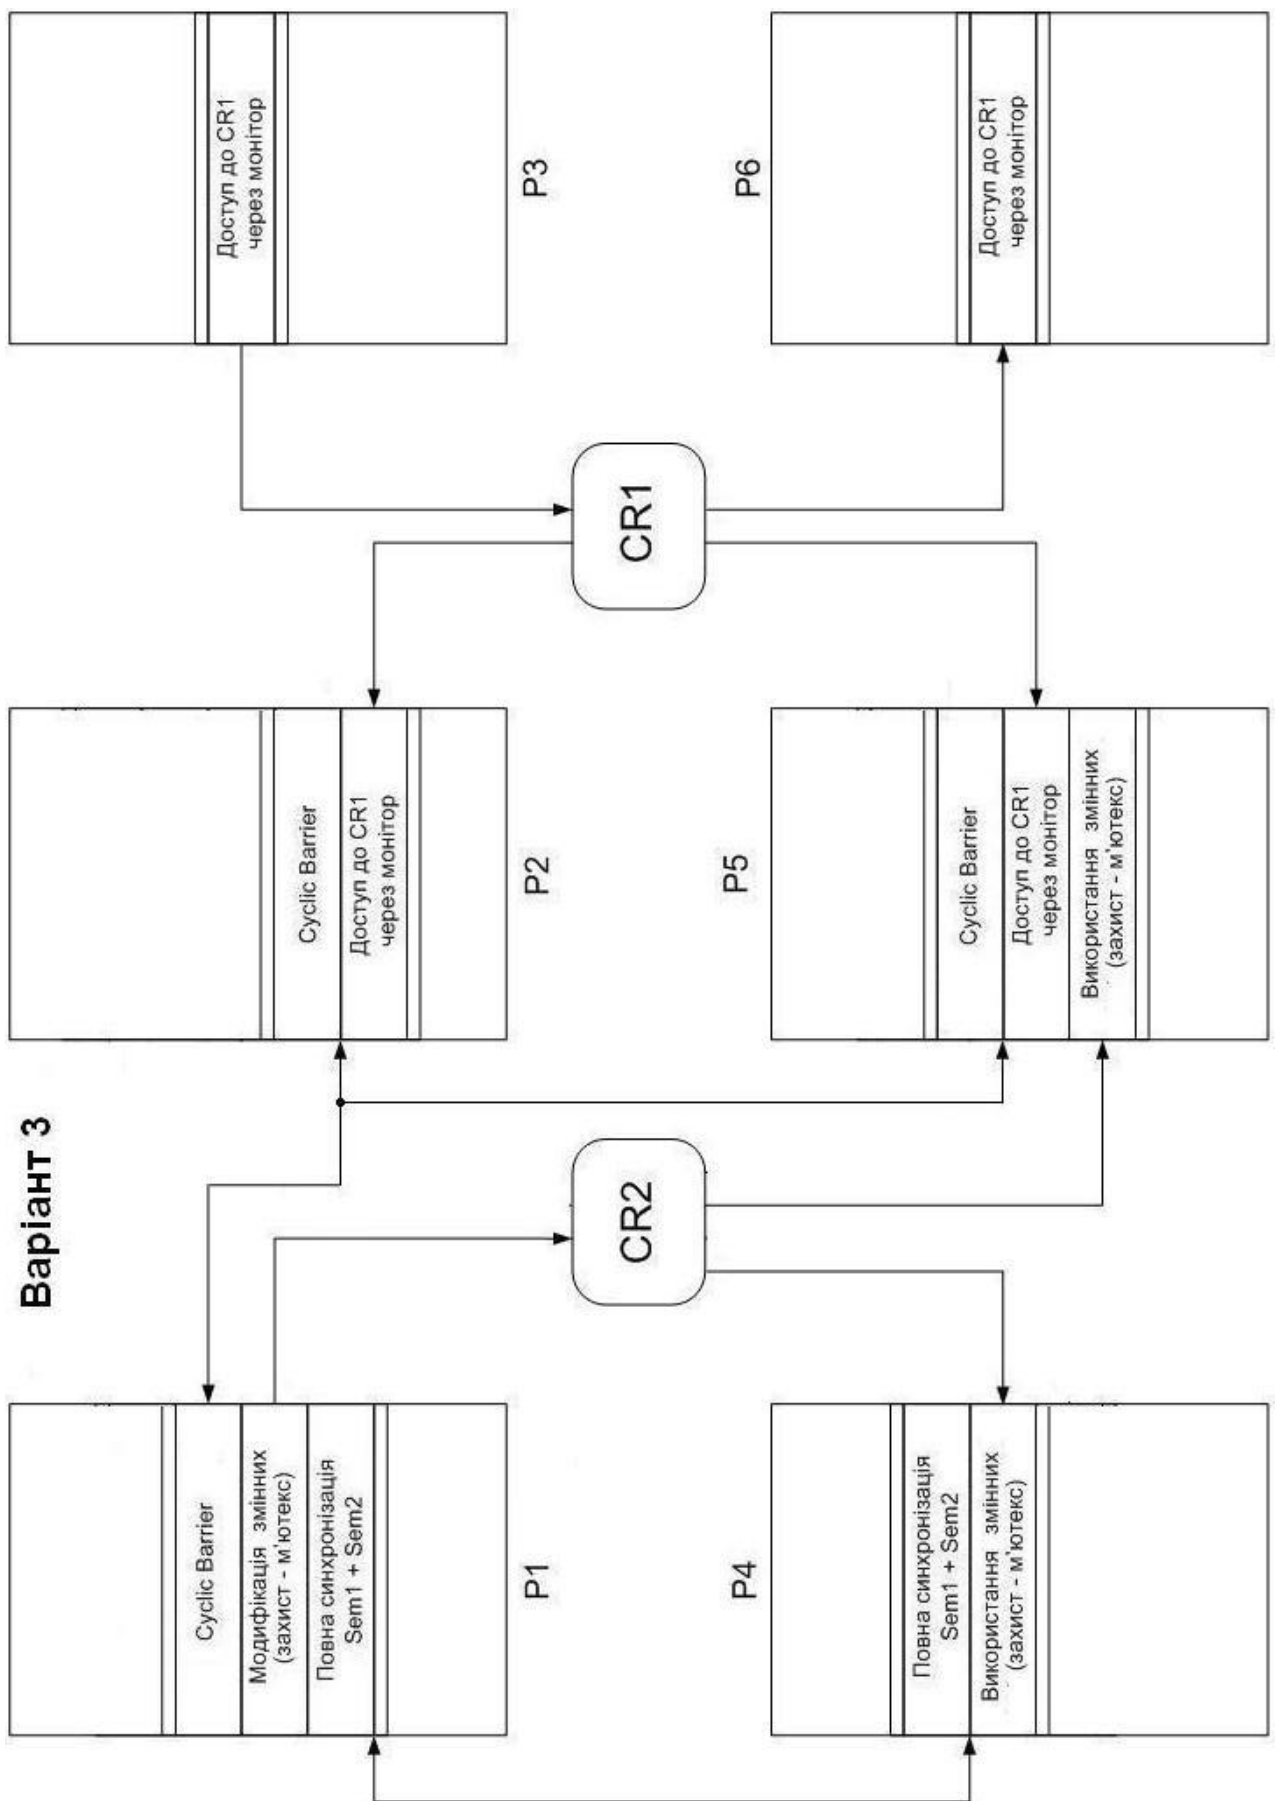 Варіант 3
Cyclic Barrier
Модифікація змінних
(захист - м'ютекс)
Повна синхронізація
Sem1 + Sem2
P1
Cyclic Barrier
Доступ до CR1
через монітор
P2
Доступ до CR1
через монітор
P3
CR2
CR1
Повна синхронізація
Sem1 + Sem2
Використання змінних
(захист - м'ютекс)
P4
Cyclic Barrier
Доступ до CR1
через монітор
Використання змінних
(захист - м'ютекс)
P5
Доступ до CR1
через монітор
P6